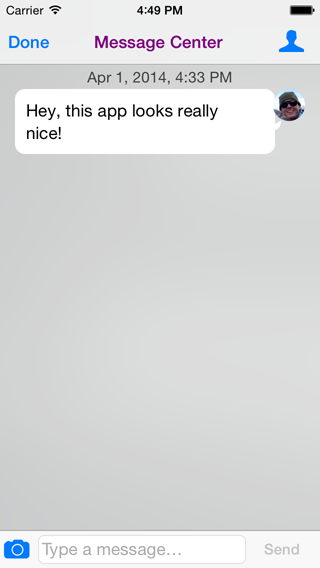 Carrier 4:49 PM
Done Message Center
Apr 1, 2014, 4:33 PM
Hey, this app looks really
nice!
Type a message… Send